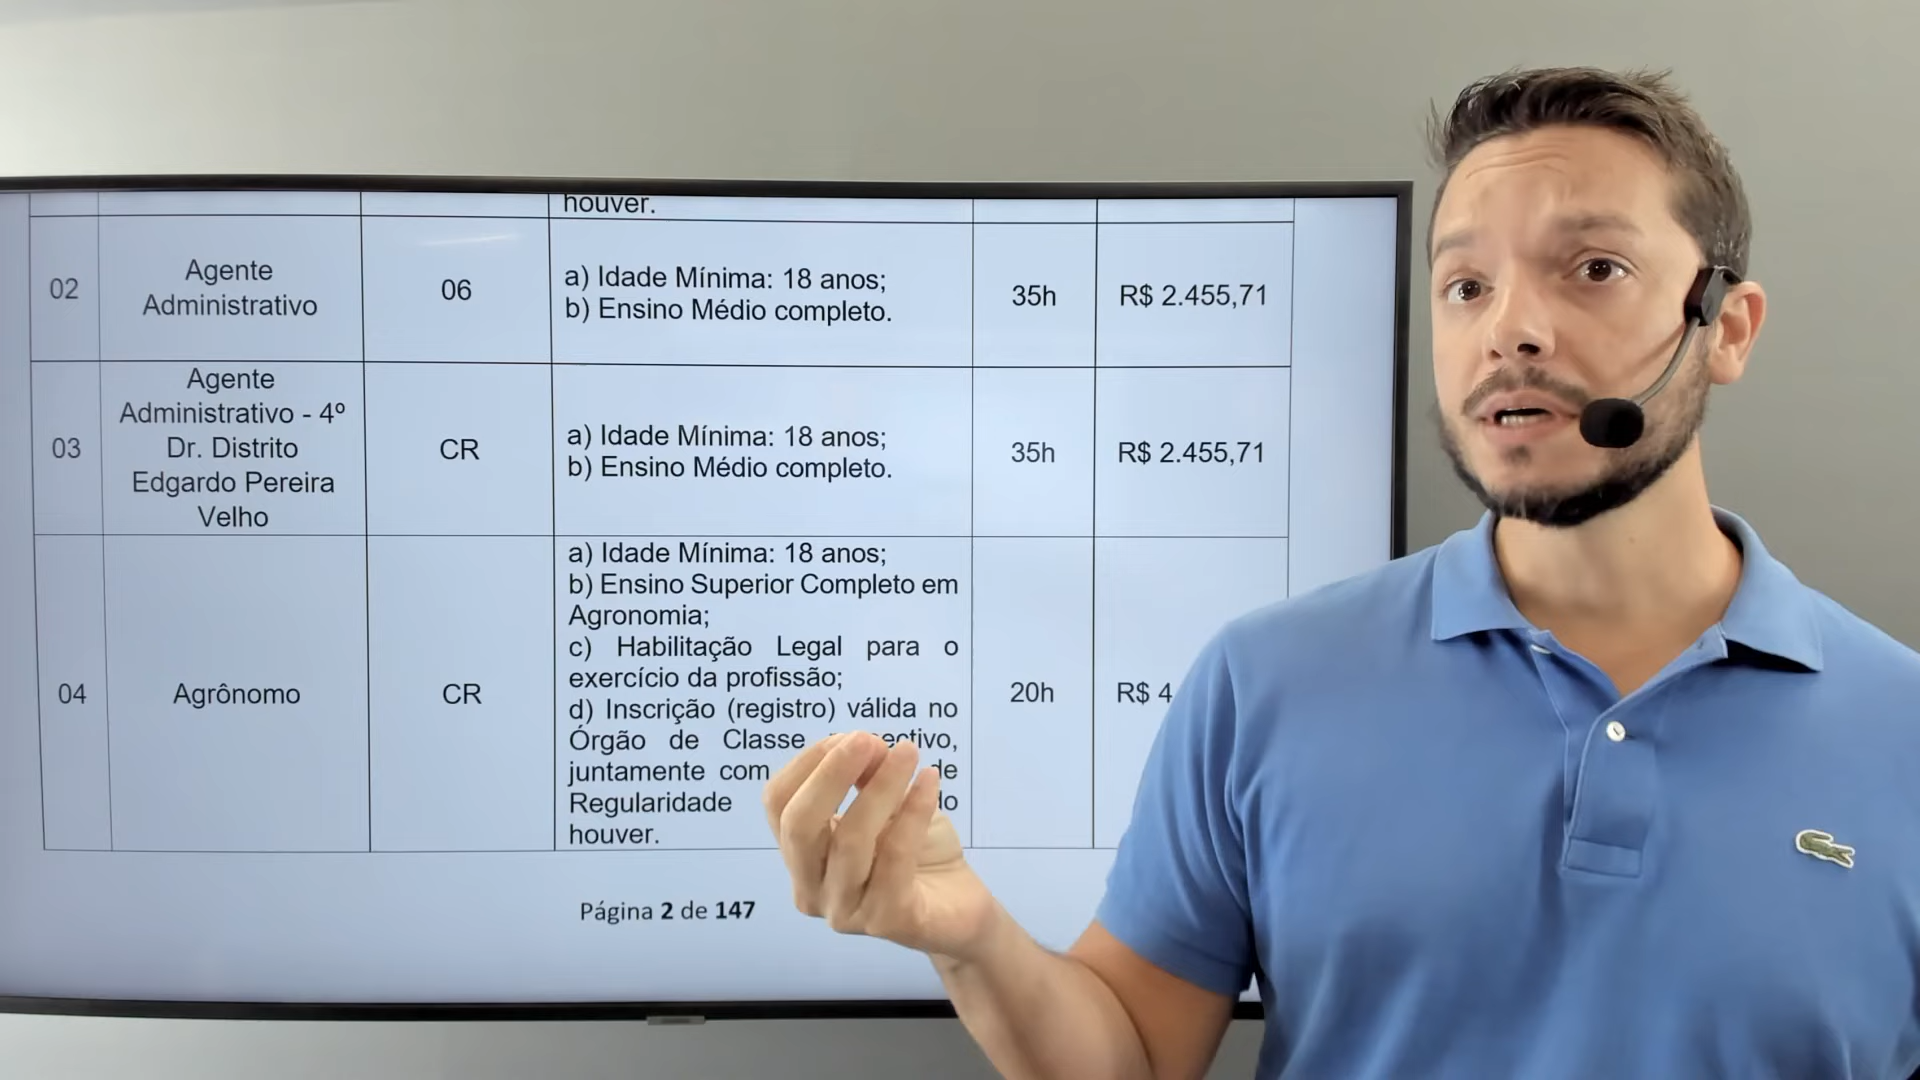 houver.
02
Agente
Administrativo
06
a) Idade Mínima: 18 anos;
b) Ensino Médio completo.
35h
R$ 2.455,71
03
Agente
Administrativo - 4º
Dr. Distrito
Edgardo Pereira
Velho
CR
a) Idade Mínima: 18 anos;
b) Ensino Médio completo.
35h
R$ 2.455,71
04
Agrônomo
CR
a) Idade Mínima: 18 anos;
b) Ensino Superior Completo em
Agronomia;
c) Habilitação Legal para o
exercício da profissão;
d) Inscrição (registro) válida no
Órgão de Classe
juntamente com de
Regularidade
houver.
20h
R$ 4
Página 2 de 147